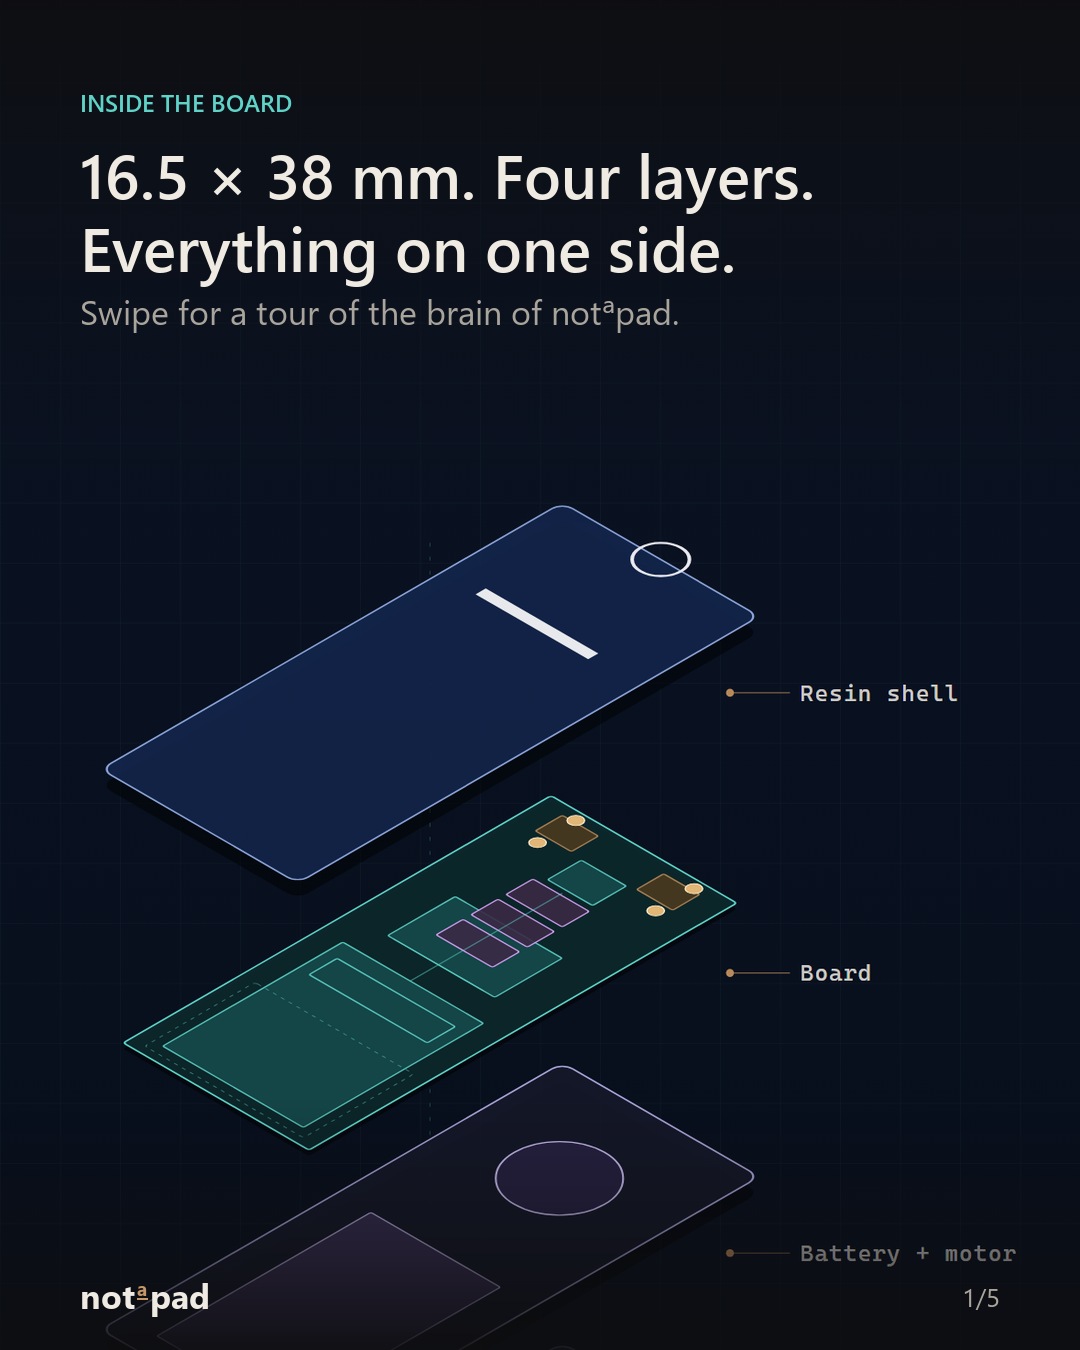 INSIDE THE BOARD
16.5 × 38 mm. Four layers.
Everything on one side.
Swipe for a tour of the brain of notªpad.
Resin shell
Board
Battery + motor
notªpad
1/5